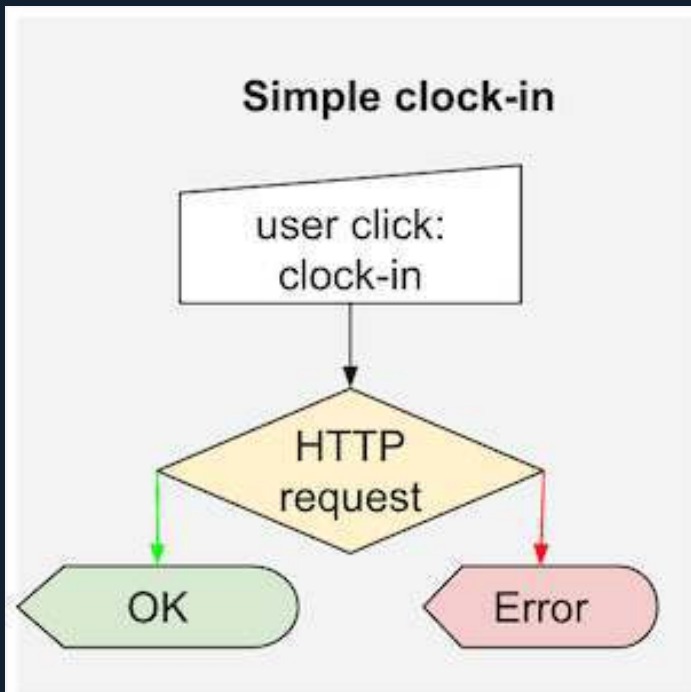 Simple clock-in
user click:
clock-in
HTTP
request
OK
Error